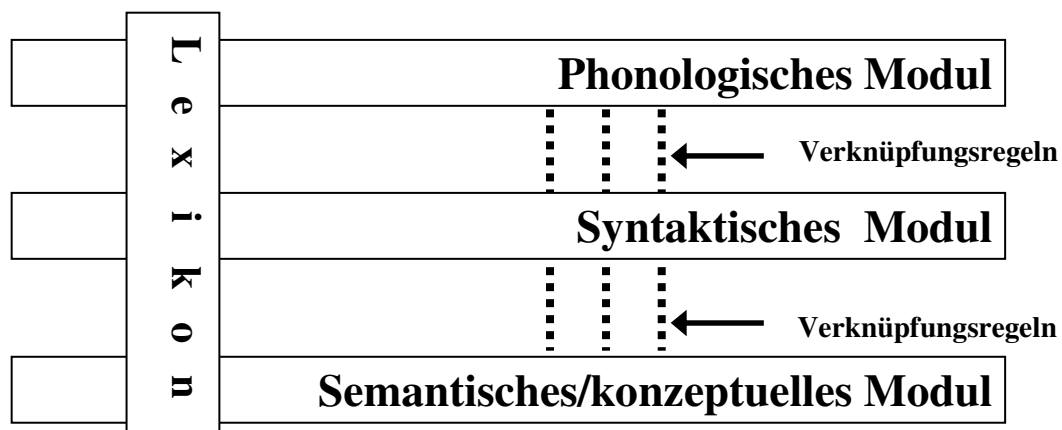 Lexikon
Phonologisches Modul
Verknüpfungsregeln
Syntaktisches Modul
Verknüpfungsregeln
Semantisches/konzeptuelles Modul